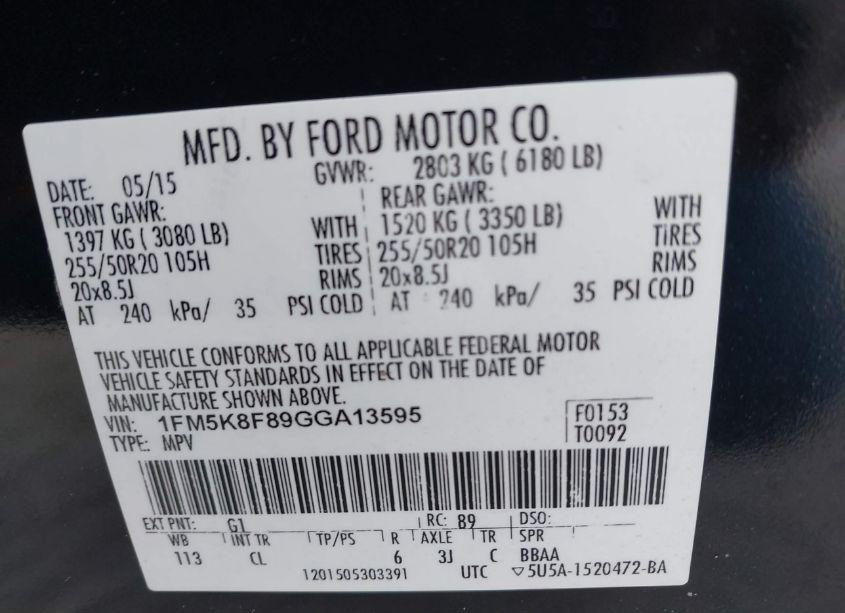 MFD. BY FORD MOTOR CO.
DATE: 05/15 GVWR: 2803 KG ( 6180 LB)
FRONT GAWR: REAR GAWR:
1397 KG ( 3080 LB) WITH 1520 KG ( 3350 LB) WITH
255/50R20 105H TIRES 255/50R20 105H TIRES
20x8.5J RIMS 20x8.5J RIMS
AT 240 kPa/ 35 PSI COLD AT 240 kPa/ 35 PSI COLD
THIS VEHICLE CONFORMS TO ALL APPLICABLE FEDERAL MOTOR
VEHICLE SAFETY STANDARDS IN EFFECT ON THE DATE OF
MANUFACTURE SHOWN ABOVE.
VIN: 1FM5K8F89GGA13595 F0153
TYPE: MPV T0092
EXT PNT: G1 RC: 89 DSO:
WB INT TR TP/PS R AXLE TR SPR
113 CL 6 3J C BBAA
1201505303391 UTC ▽5U5A-1520472-BA